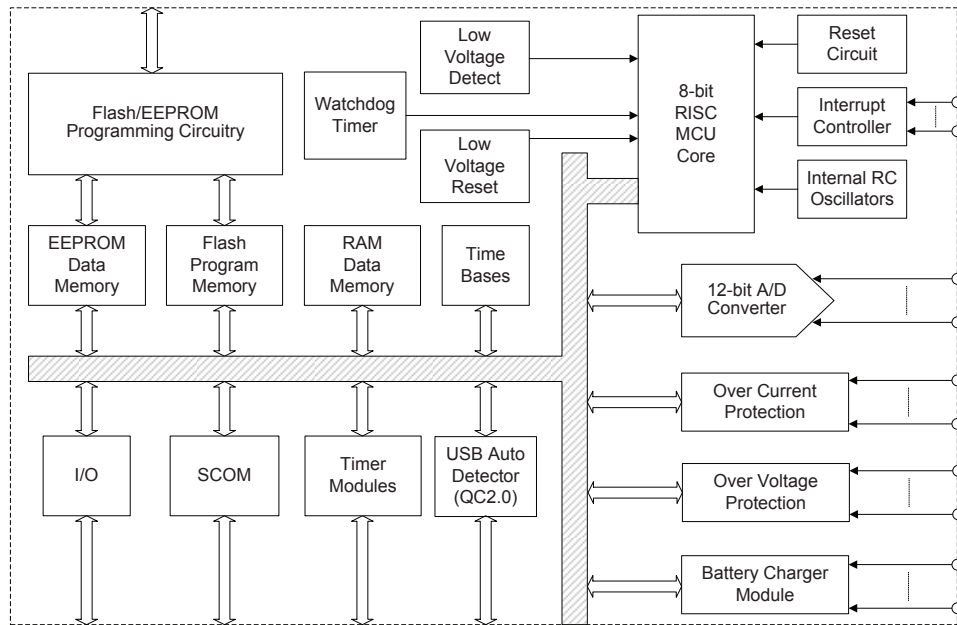 Flash/EEPROM
Programming Circuitry
Low
Voltage
Detect
Watchdog
Timer
Low
Voltage
Reset
8-bit
RISC
MCU
Core
Reset
Circuit
Interrupt
Controller
Internal RC
Oscillators
EEPROM
Data
Memory
Flash
Program
Memory
RAM
Data
Memory
Time
Bases
12-bit A/D
Converter
Over Current
Protection
I/O
SCOM
Timer
Modules
USB Auto
Detector
(QC2.0)
Over Voltage
Protection
Battery Charger
Module